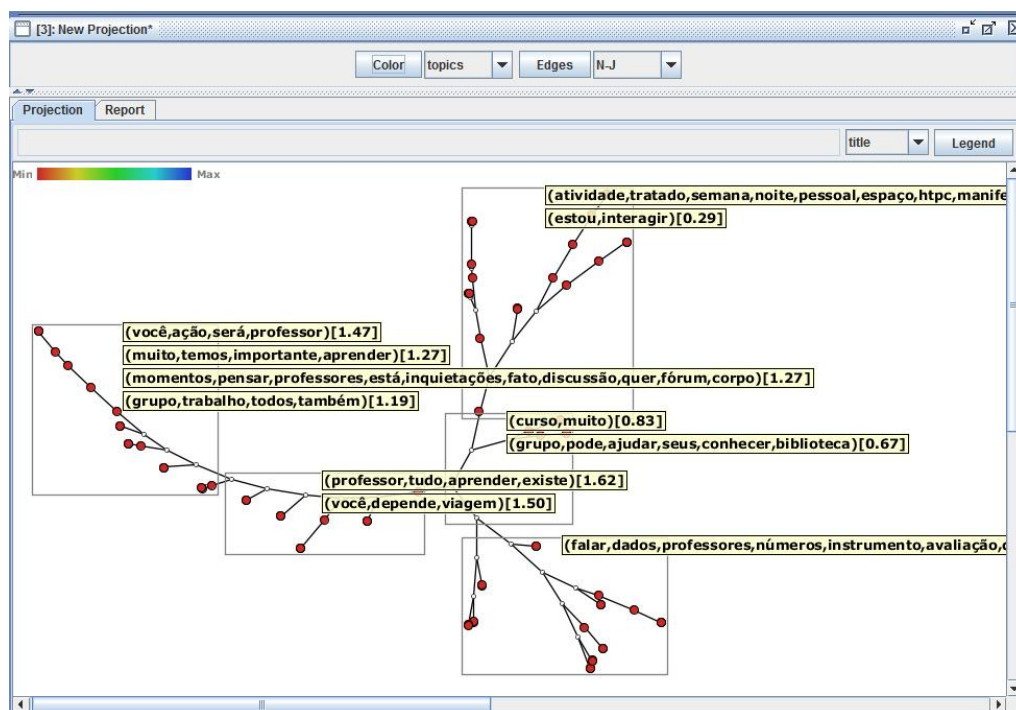 [3]: New Projection*
Color topics Edges N-J
Projection Report
title Legend
Min Max
(atividade,tratado,semana,noite,pessoal,espaço,htpc,manife
(estou,interagir)[0.29]
(você,ação,será,professor)[1.47]
(muito,temos,importante,aprender)[1.27]
(momentos,pensar,professores,está,inquietações,fato,discussão,quer,fórum,corpo)[1.27]
(grupo,trabalho,todos,também)[1.19]
(curso,muito)[0.83]
(grupo,pode,ajudar,seus,conhecer,biblioteca)[0.67]
(professor,tudo,aprender,existe)[1.62]
(você,depende,viagem)[1.50]
(falar,dados,professores,números,instrumento,avaliação,